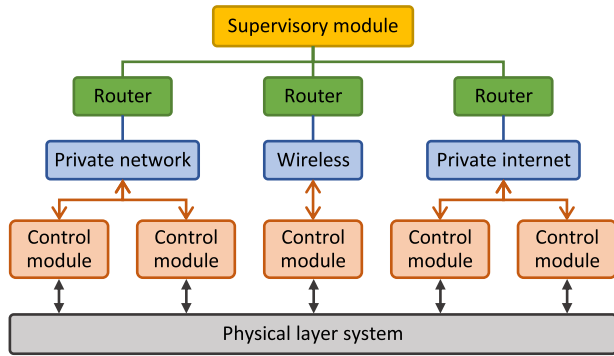 Supervisory module
Router
Router
Router
Private network
Wireless
Private internet
Control
module
Control
module
Control
module
Control
module
Control
module
Physical layer system